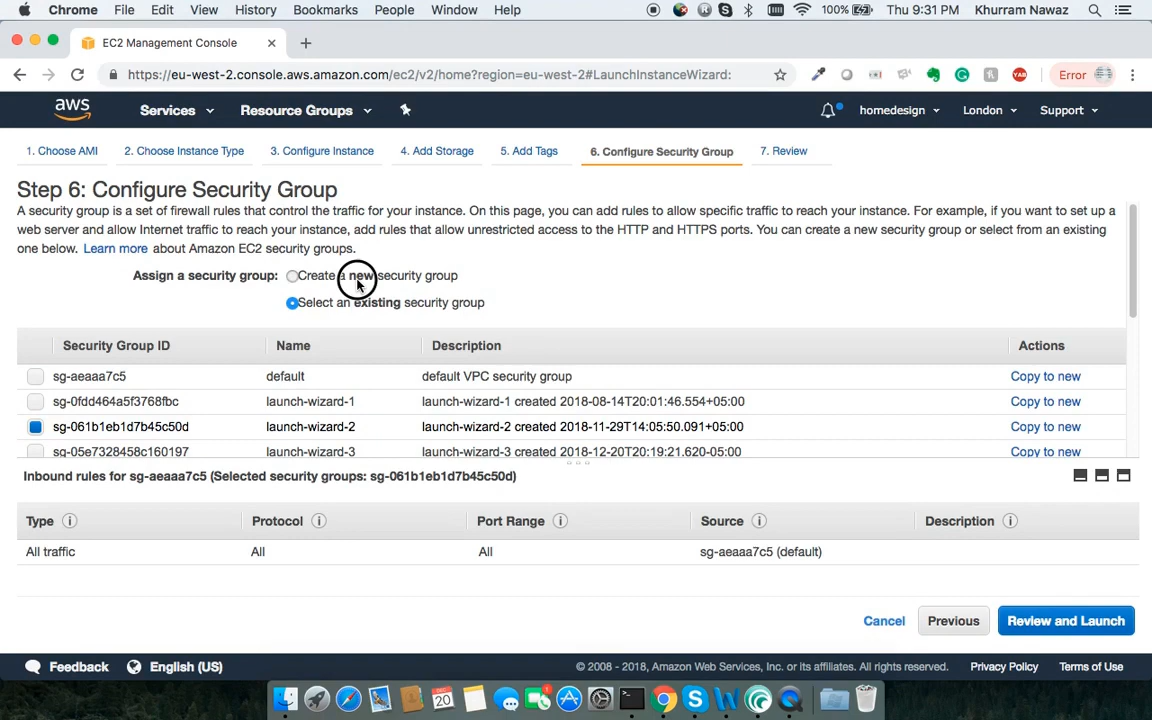 Chrome File Edit View History Bookmarks People Window Help 100% Thu 9:31 PM Khurram Nawaz
EC2 Management Console
https://eu-west-2.console.aws.amazon.com/ec2/v2/home?region=eu-west-2#LaunchInstanceWizard: Error
aws Services Resource Groups homedesign London Support
1. Choose AMI 2. Choose Instance Type 3. Configure Instance 4. Add Storage 5. Add Tags 6. Configure Security Group 7. Review
Step 6: Configure Security Group
A security group is a set of firewall rules that control the traffic for your instance. On this page, you can add rules to allow specific traffic to reach your instance. For example, if you want to set up a
web server and allow Internet traffic to reach your instance, add rules that allow unrestricted access to the HTTP and HTTPS ports. You can create a new security group or select from an existing
one below. Learn more about Amazon EC2 security groups.
Assign a security group: Create a new security group
Select an existing security group
Security Group ID Name Description Actions
sg-aeaaa7c5 default default VPC security group Copy to new
sg-0fdd464a5f3768fbc launch-wizard-1 launch-wizard-1 created 2018-08-14T20:01:46.554+05:00 Copy to new
sg-061b1eb1d7b45c50d launch-wizard-2 launch-wizard-2 created 2018-11-29T14:05:50.091+05:00 Copy to new
sg-05e7328458c160197 launch-wizard-3 launch-wizard-3 created 2018-12-20T20:19:21.620-05:00 Copy to new
Inbound rules for sg-aeaaa7c5 (Selected security groups: sg-061b1eb1d7b45c50d)
Type Protocol Port Range Source Description
All traffic All All sg-aeaaa7c5 (default)
Cancel Previous Review and Launch
Feedback English (US) © 2008 - 2018, Amazon Web Services, Inc. or its affiliates. All rights reserved. Privacy Policy Terms of Use